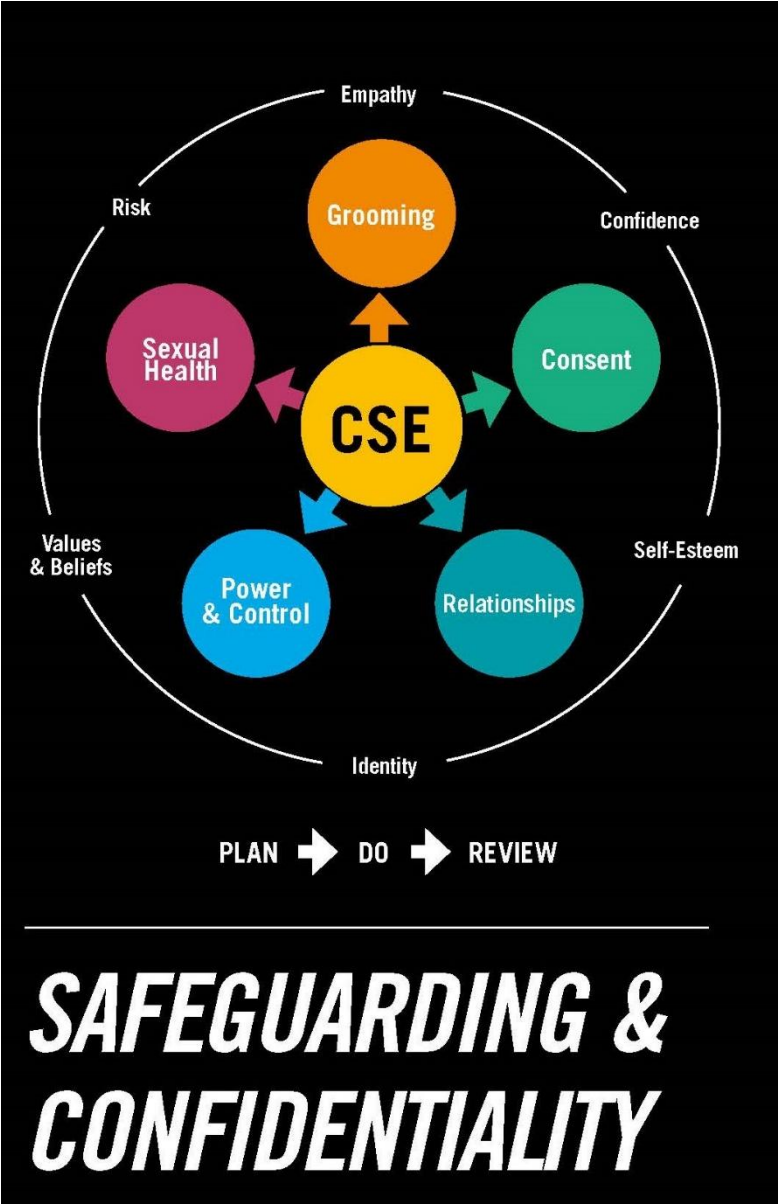 Empathy
Risk
Confidence
Grooming
Sexual
Health
Consent
CSE
Values
& Beliefs
Self-Esteem
Power
& Control
Relationships
Identity
PLAN DO REVIEW
SAFEGUARDING &
CONFIDENTIALITY